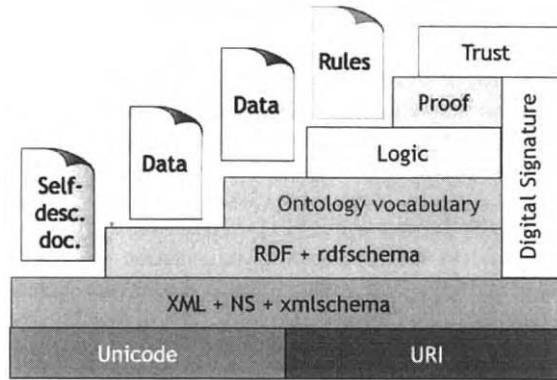 Rules
Trust
Data
Proof
Data
Logic
Self-
desc.
doc.
Ontology vocabulary
Digital Signature
RDF + rdfschema
XML + NS + xmlschema
Unicode
URI